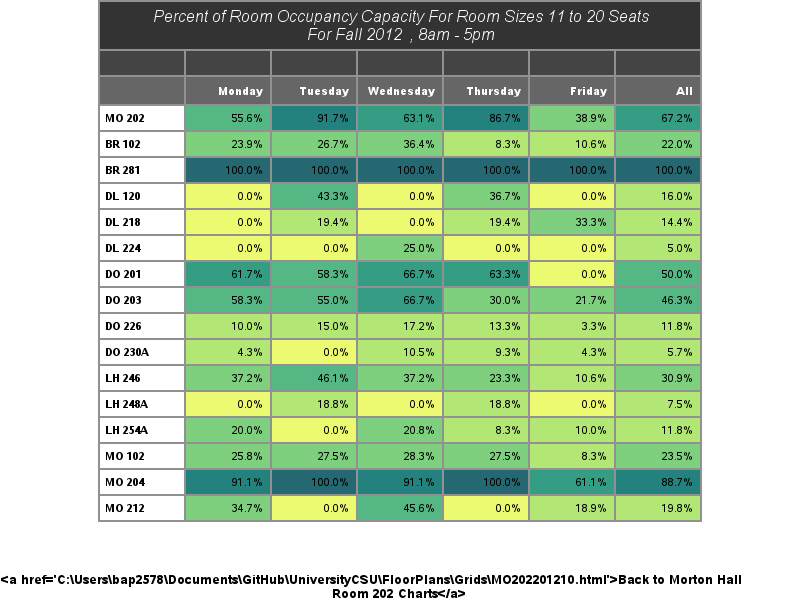 Percent of Room Occupancy Capacity For Room Sizes 11 to 20 Seats
For Fall 2012 , 8am - 5pm
Monday Tuesday Wednesday Thursday Friday All
MO 202 55.6% 91.7% 63.1% 86.7% 38.9% 67.2%
BR 102 23.9% 26.7% 36.4% 8.3% 10.6% 22.0%
BR 281 100.0% 100.0% 100.0% 100.0% 100.0% 100.0%
DL 120 0.0% 43.3% 0.0% 36.7% 0.0% 16.0%
DL 218 0.0% 19.4% 0.0% 19.4% 33.3% 14.4%
DL 224 0.0% 0.0% 25.0% 0.0% 0.0% 5.0%
DO 201 61.7% 58.3% 66.7% 63.3% 0.0% 50.0%
DO 203 58.3% 55.0% 66.7% 30.0% 21.7% 46.3%
DO 226 10.0% 15.0% 17.2% 13.3% 3.3% 11.8%
DO 230A 4.3% 0.0% 10.5% 9.3% 4.3% 5.7%
LH 246 37.2% 46.1% 37.2% 23.3% 10.6% 30.9%
LH 248A 0.0% 18.8% 0.0% 18.8% 0.0% 7.5%
LH 254A 20.0% 0.0% 20.8% 8.3% 10.0% 11.8%
MO 102 25.8% 27.5% 28.3% 27.5% 8.3% 23.5%
MO 204 91.1% 100.0% 91.1% 100.0% 61.1% 88.7%
MO 212 34.7% 0.0% 45.6% 0.0% 18.9% 19.8%
<a href='C:\Users\bap2578\Documents\GitHub\UniversityCSU\FloorPlans\Grids\MO202201210.html'>Back to Morton Hall
Room 202 Charts</a>